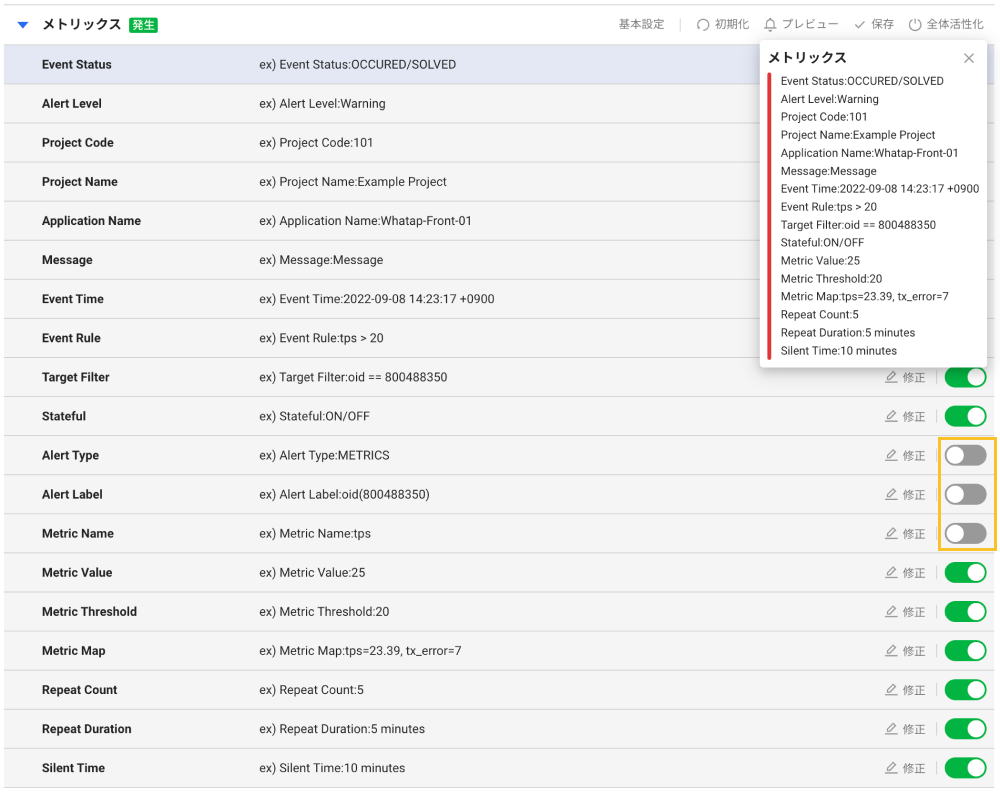 メトリックス 発生 基本設定 初期化 プレビュー 保存 全体活性化
メトリックス
Event Status:OCCURED/SOLVED
Alert Level:Warning
Project Code:101
Project Name:Example Project
Application Name:Whatap-Front-01
Message:Message
Event Time:2022-09-08 14:23:17 +0900
Event Rule:tps > 20
Target Filter:oid == 800488350
Stateful:ON/OFF
Metric Value:25
Metric Threshold:20
Metric Map:tps=23.39, tx_error=7
Repeat Count:5
Repeat Duration:5 minutes
Silent Time:10 minutes
Event Status ex) Event Status:OCCURED/SOLVED
Alert Level ex) Alert Level:Warning
Project Code ex) Project Code:101
Project Name ex) Project Name:Example Project
Application Name ex) Application Name:Whatap-Front-01
Message ex) Message:Message
Event Time ex) Event Time:2022-09-08 14:23:17 +0900
Event Rule ex) Event Rule:tps > 20
Target Filter ex) Target Filter:oid == 800488350 修正
Stateful ex) Stateful:ON/OFF 修正
Alert Type ex) Alert Type:METRICS 修正
Alert Label ex) Alert Label:oid(800488350) 修正
Metric Name ex) Metric Name:tps 修正
Metric Value ex) Metric Value:25 修正
Metric Threshold ex) Metric Threshold:20 修正
Metric Map ex) Metric Map:tps=23.39, tx_error=7 修正
Repeat Count ex) Repeat Count:5 修正
Repeat Duration ex) Repeat Duration:5 minutes 修正
Silent Time ex) Silent Time:10 minutes 修正